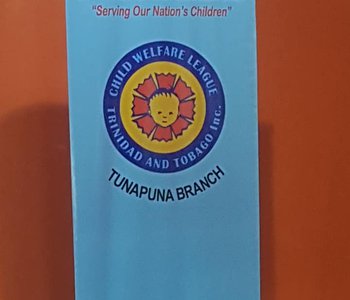 "Serving Our Nation's Children"
CHILD WELFARE LEAGUE
TRINIDAD AND TOBAGO Inc.
TUNAPUNA BRANCH